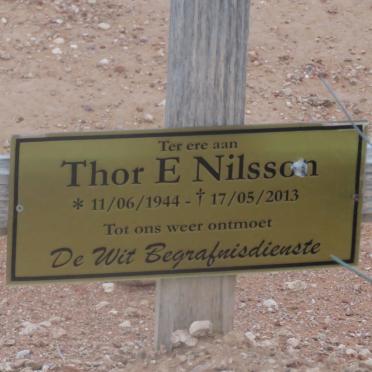 Ter ere aan
Thor E Nilsson
* 11/06/1944 - † 17/05/2013
Tot ons weer ontmoet
De Wit Begrafnisdienste